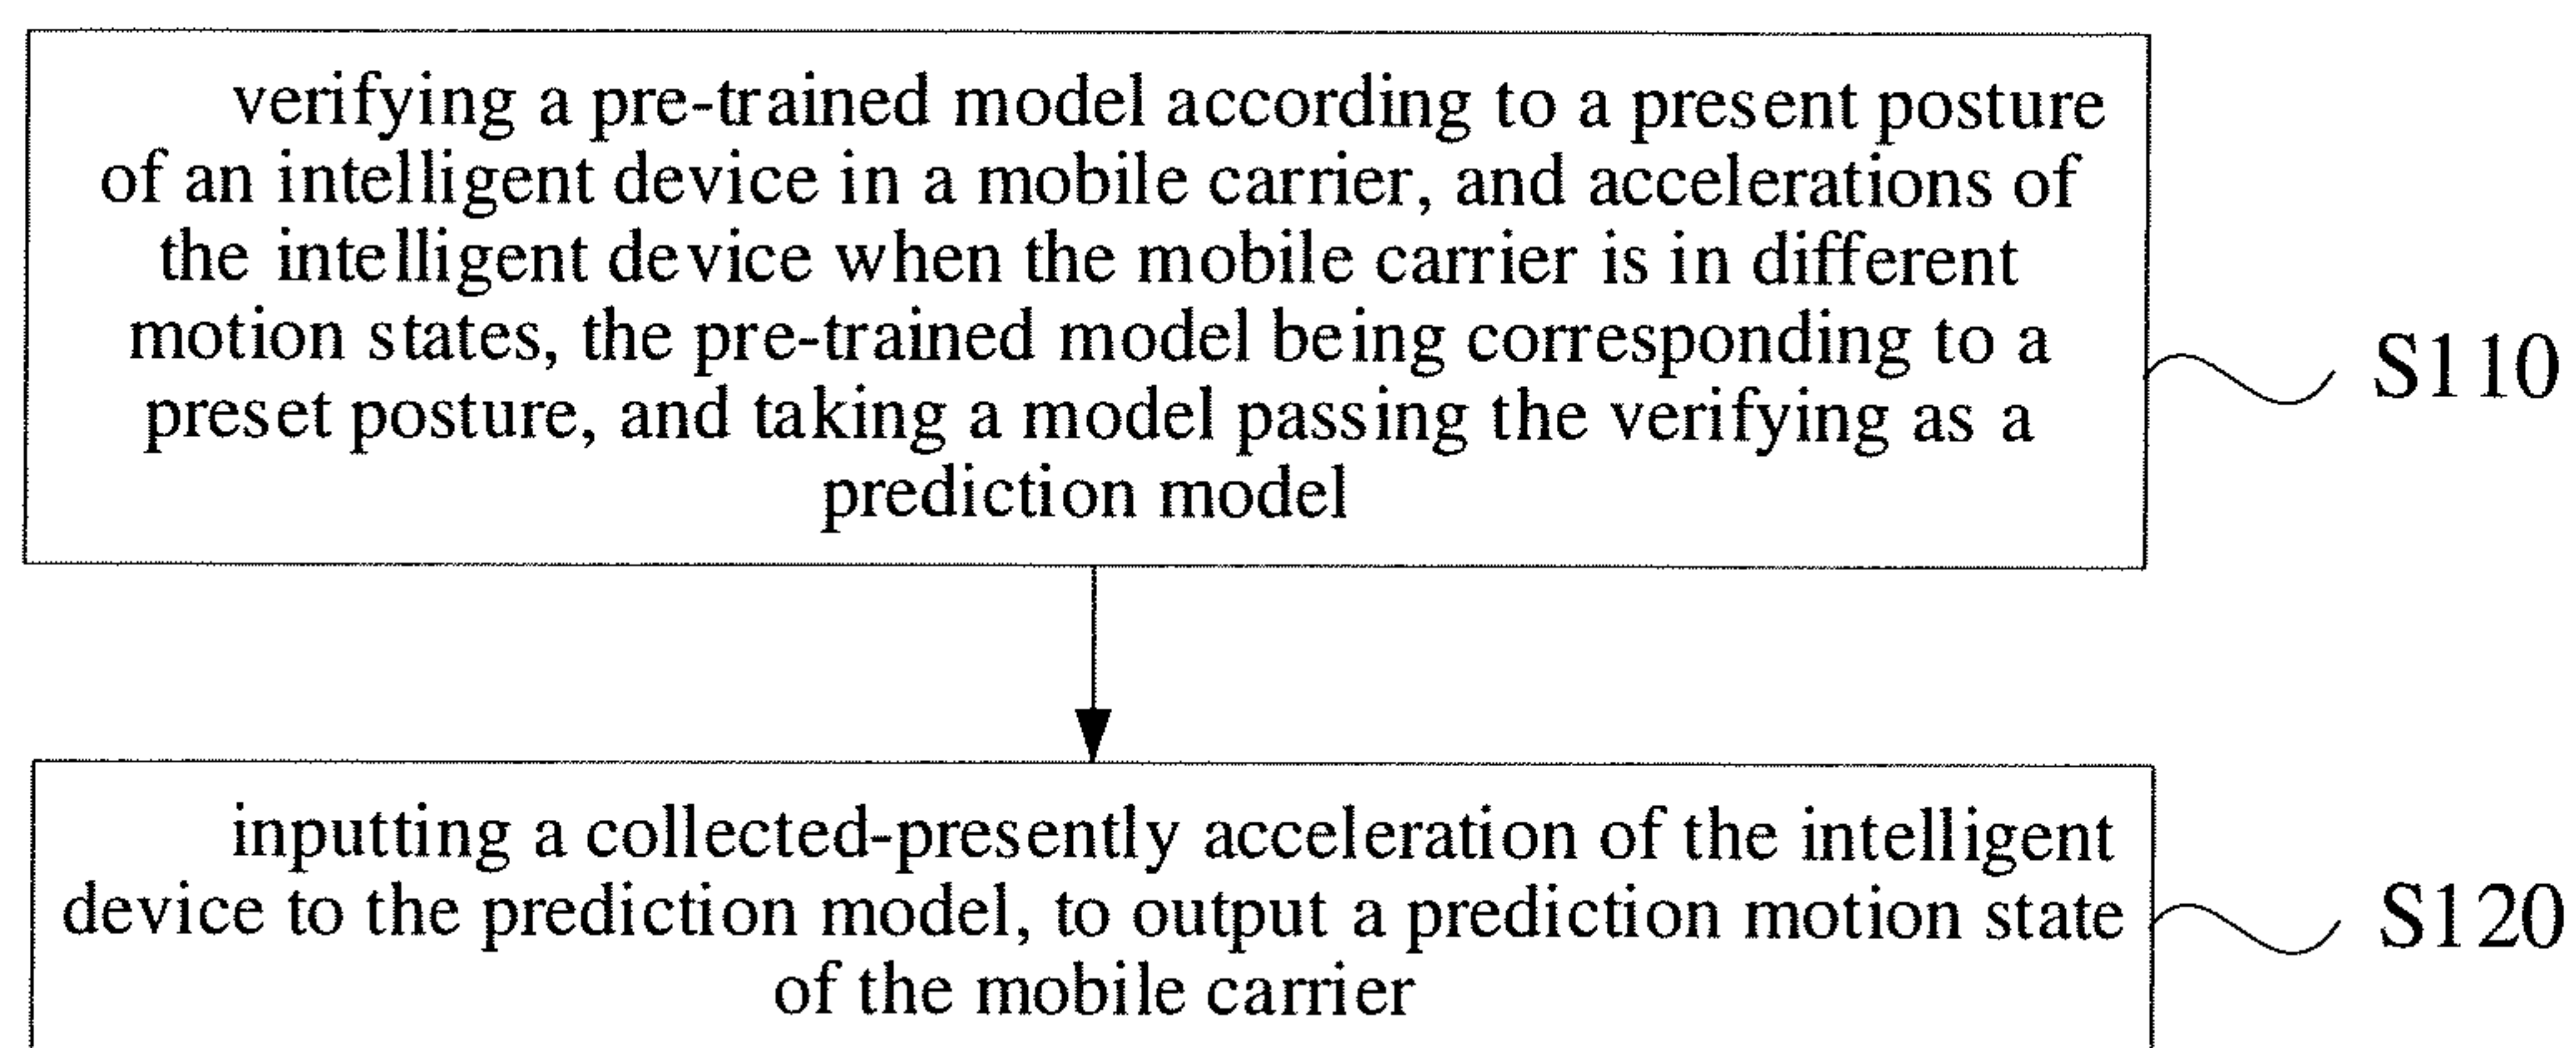 verifying a pre-trained model according to a present posture
of an intelligent device in a mobile carrier, and accelerations of
the intelligent device when the mobile carrier is in different
motion states, the pre-trained model being corresponding to a
preset posture, and taking a model passing the verifying as a
prediction model
S110
inputting a collected-presently acceleration of the intelligent
device to the prediction model, to output a prediction motion state
of the mobile carrier
S120